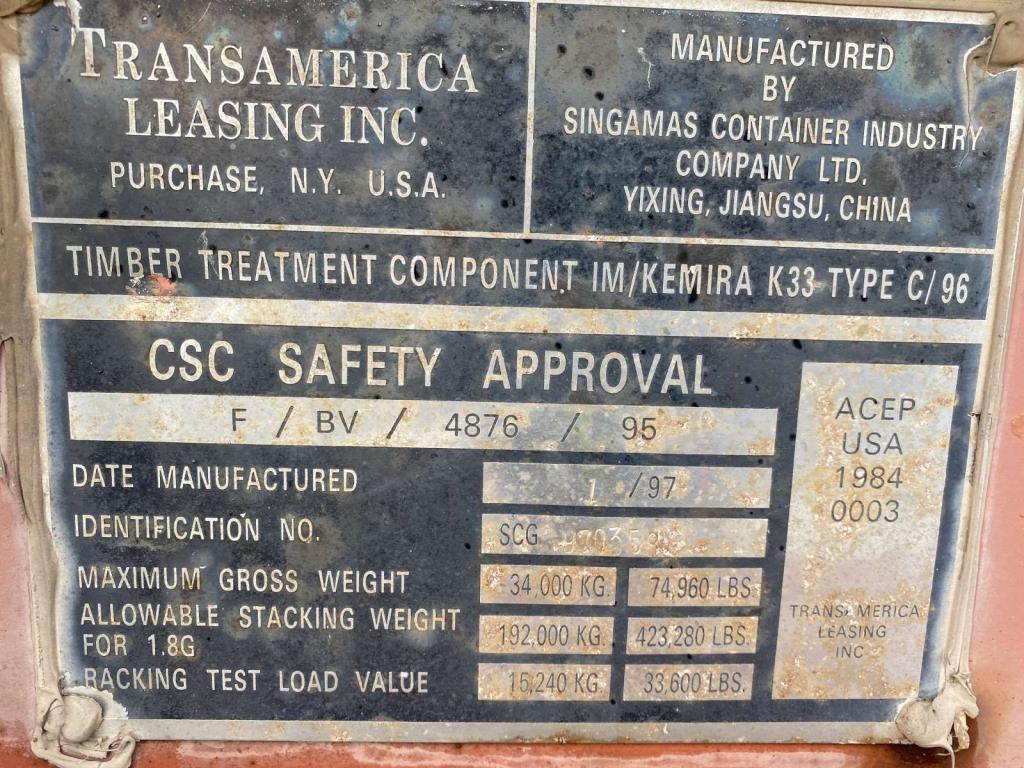 TRANSAMERICA
LEASING INC.
PURCHASE, N.Y. U.S.A.
MANUFACTURED
BY
SINGAMAS CONTAINER INDUSTRY
COMPANY LTD.
YIXING, JIANGSU, CHINA
TIMBER TREATMENT COMPONENT IM/KEMIRA K33 TYPE C/96
CSC SAFETY APPROVAL
F / BV / 4876 / 95
DATE MANUFACTURED 1 /97
IDENTIFICATION NO. SCG
MAXIMUM GROSS WEIGHT 34,000 KG. 74,960 LBS.
ALLOWABLE STACKING WEIGHT
FOR 1.8G 192,000 KG. 423,280 LBS.
RACKING TEST LOAD VALUE 15,240 KG. 33,600 LBS.
ACEP
USA
1984
0003
TRANSAMERICA
LEASING
INC